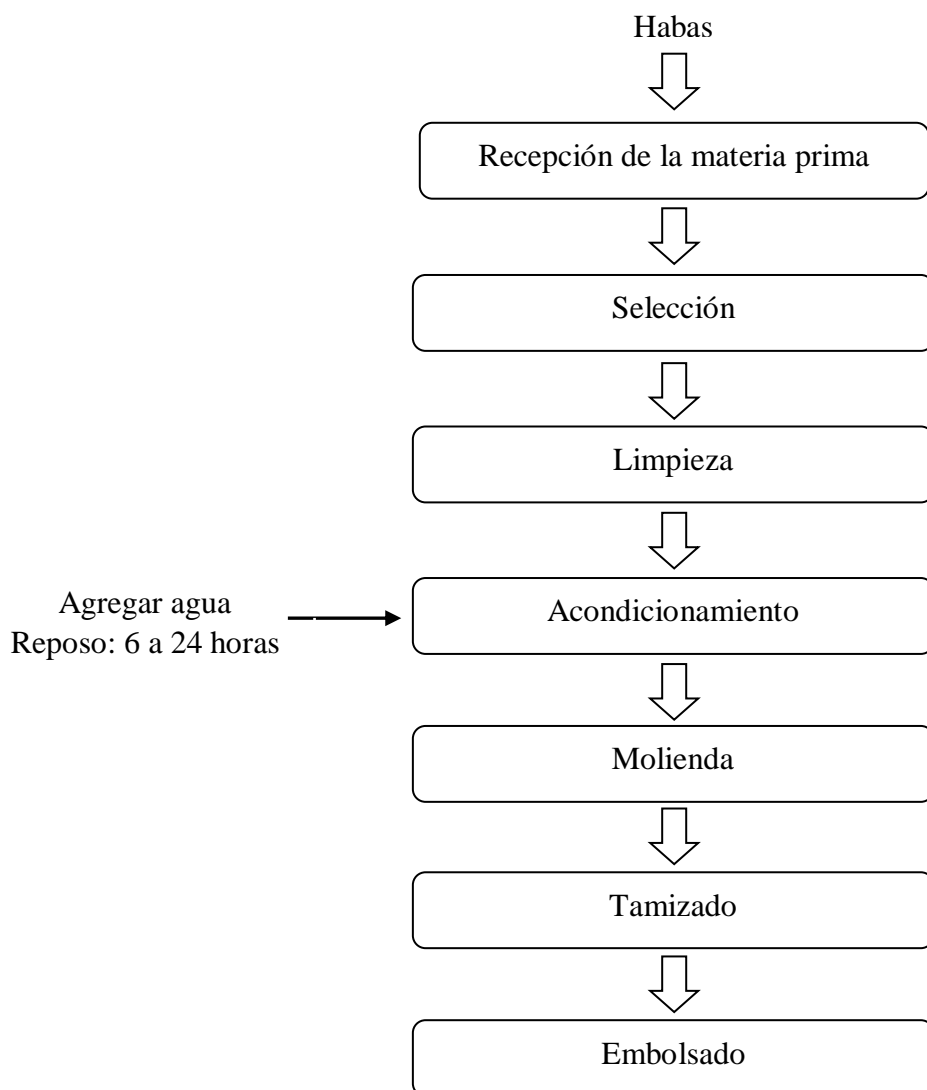 Habas
Recepción de la materia prima
Selección
Limpieza
Agregar agua
Reposo: 6 a 24 horas
Acondicionamiento
Molienda
Tamizado
Embolsado